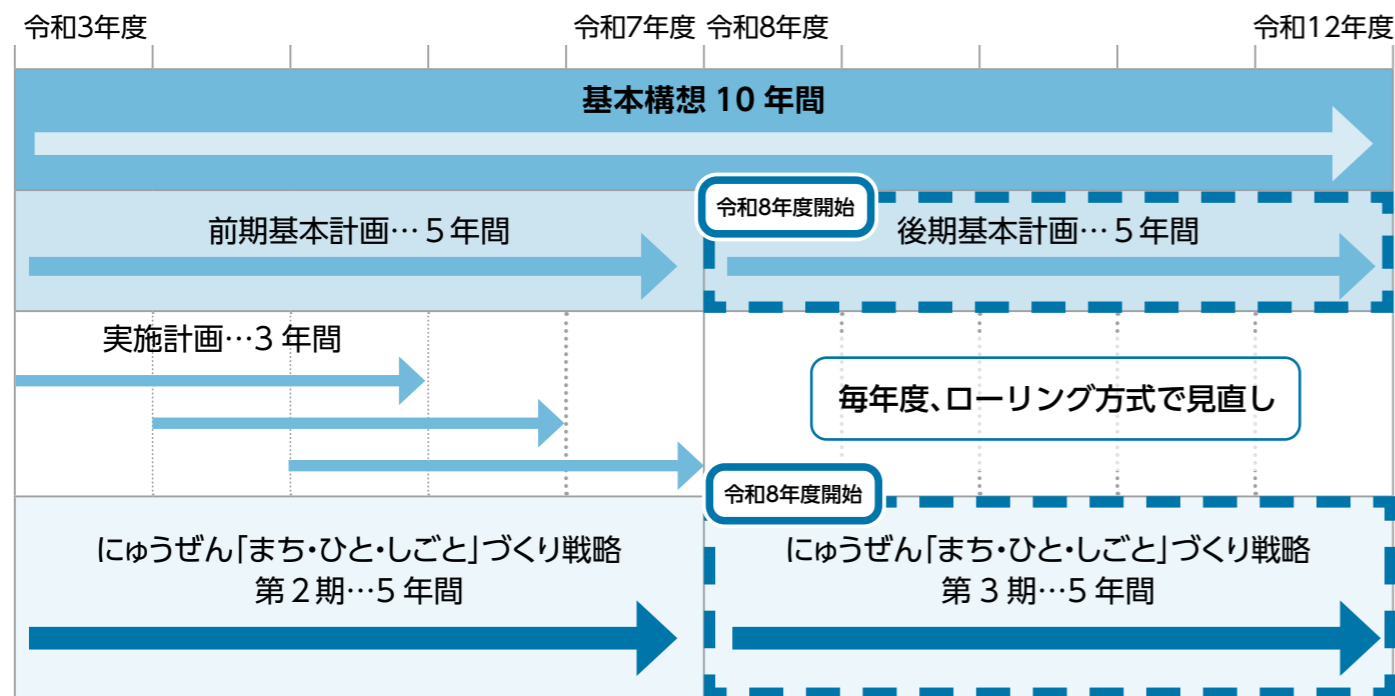 令和3年度
令和7年度
令和8年度
令和12年度
基本構想 10 年間
令和8年度開始
前期基本計画…５年間
後期基本計画…５年間
実施計画…3 年間
毎年度、ローリング方式で見直し
令和8年度開始
にゅうぜん「まち・ひと・しごと」づくり戦略
第２期…5 年間
にゅうぜん「まち・ひと・しごと」づくり戦略
第 3 期…5 年間